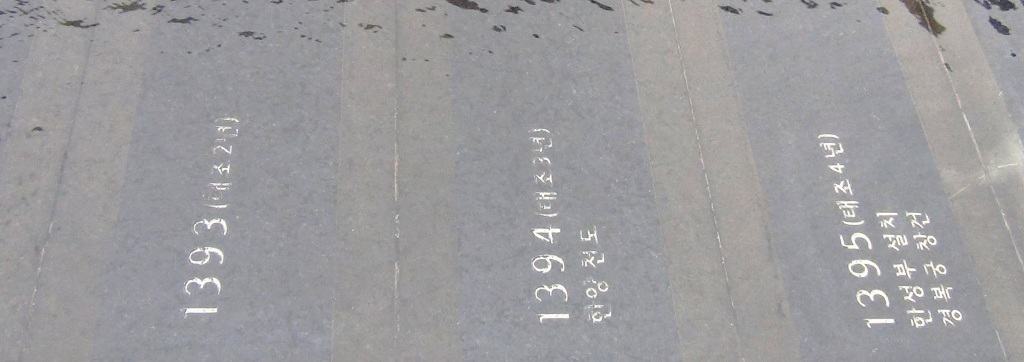 1393(태조2년)
1394(태조3년)
한양 천도
1395(태조4년)
한성부 설치
경복궁 창건